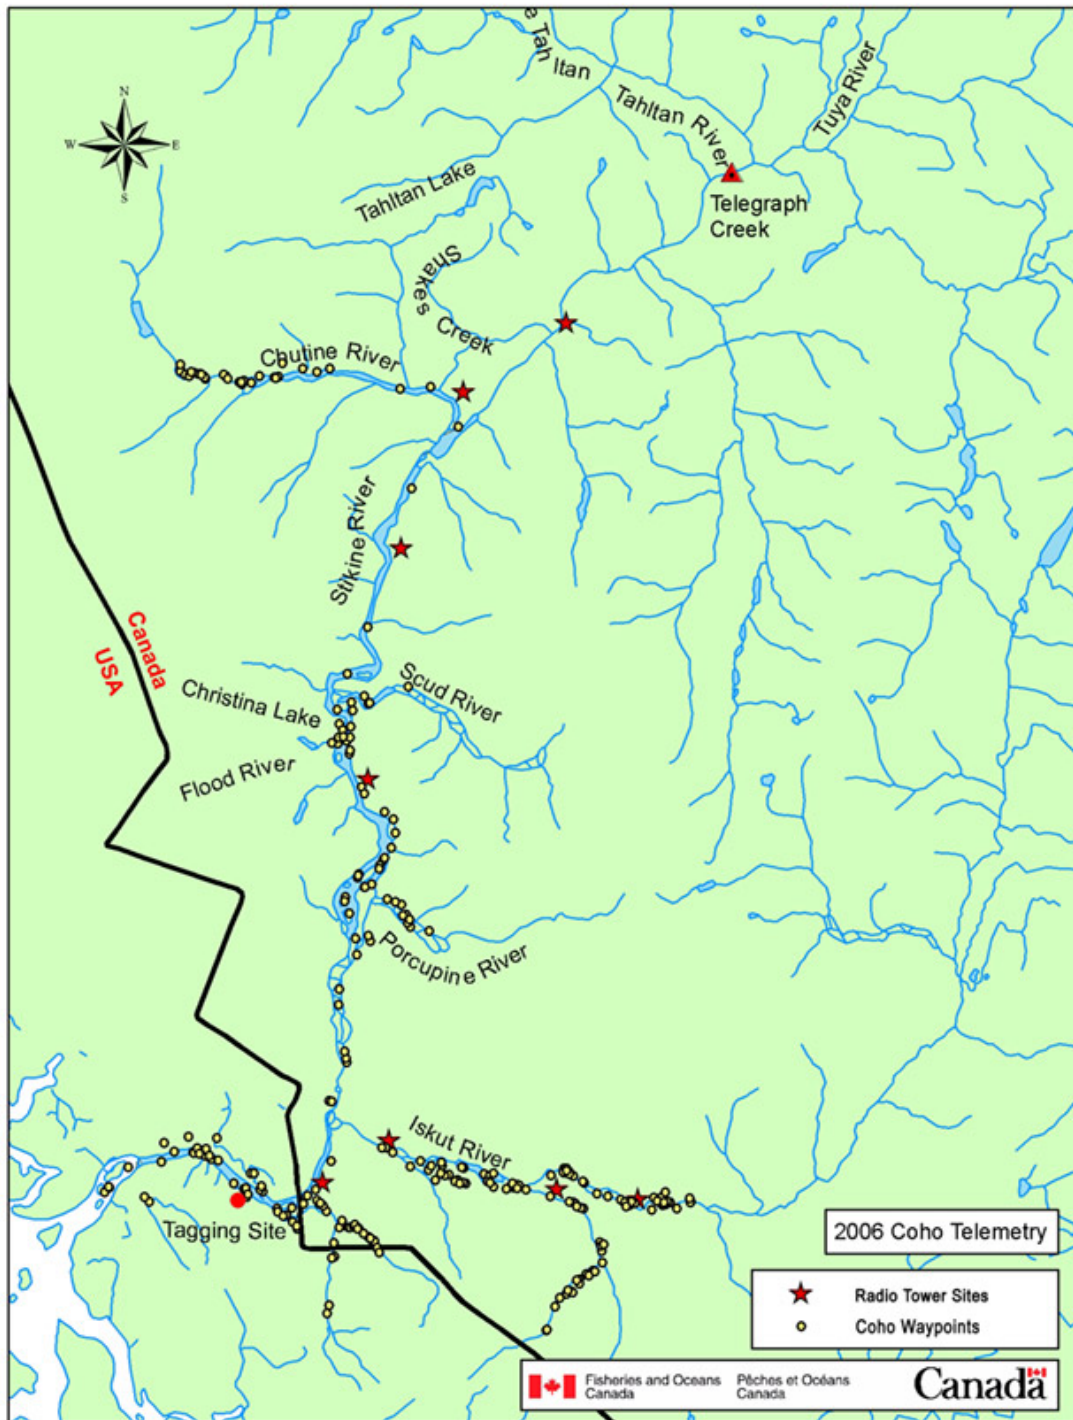 e Tahltan
Tahltan River
Tuya River
N
W
E
S
Tahltan Lake
Telegraph
Creek
Shakes
Creek
Chutine River
Stikine River
Canada
USA
Scud River
Christina Lake
Flood River
Porcupine River
Iskut River
Tagging Site
2006 Coho Telemetry
Radio Tower Sites
Coho Waypoints
Fisheries and Oceans
Canada
Pêches et Océans
Canada
Canada